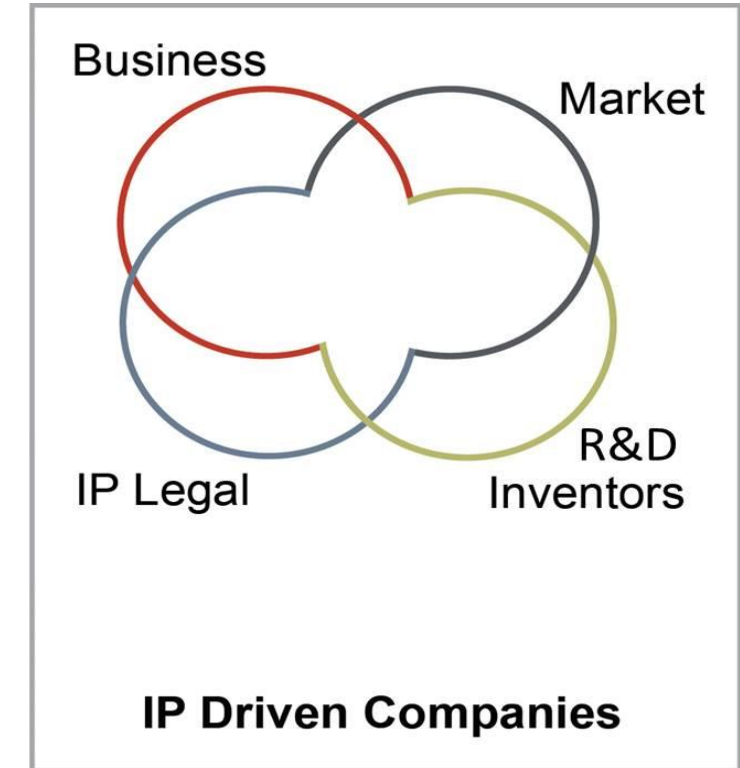 Business
Market
IP Legal
R&D
Inventors
IP Driven Companies